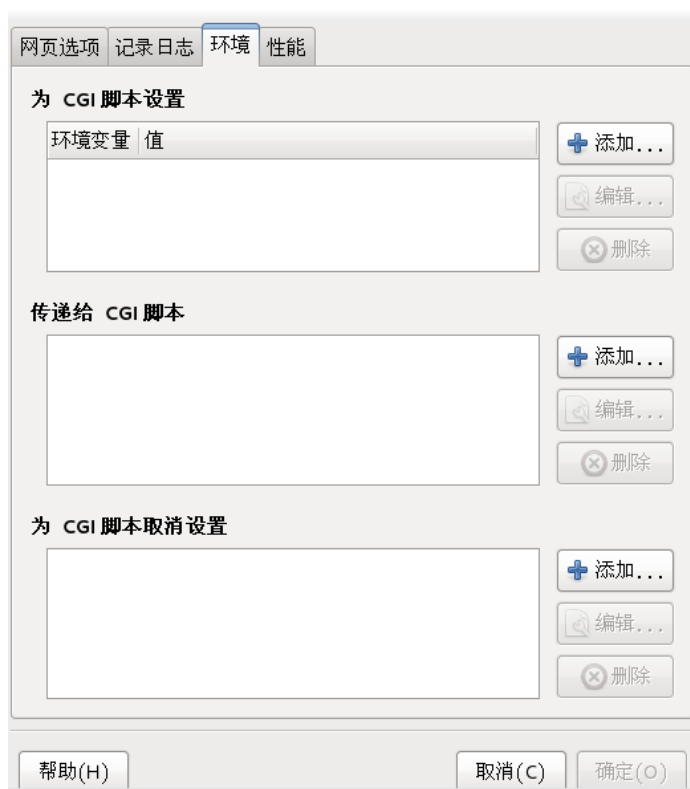 网页选项 记录日志 环境 性能
为 CGI 脚本设置
环境变量 值
添加...
编辑...
删除
传递给 CGI 脚本
添加...
编辑...
删除
为 CGI 脚本取消设置
添加...
编辑...
删除
帮助(H) 取消(C) 确定(O)